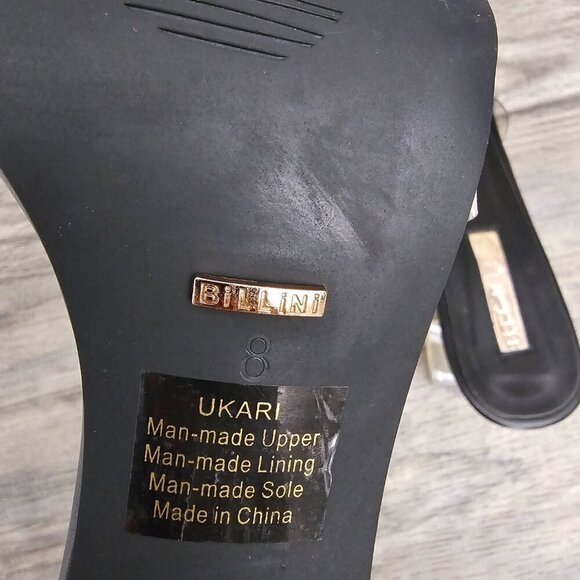 BiLLiNi
8
UKARI
Man-made Upper
Man-made Lining
Man-made Sole
Made in China